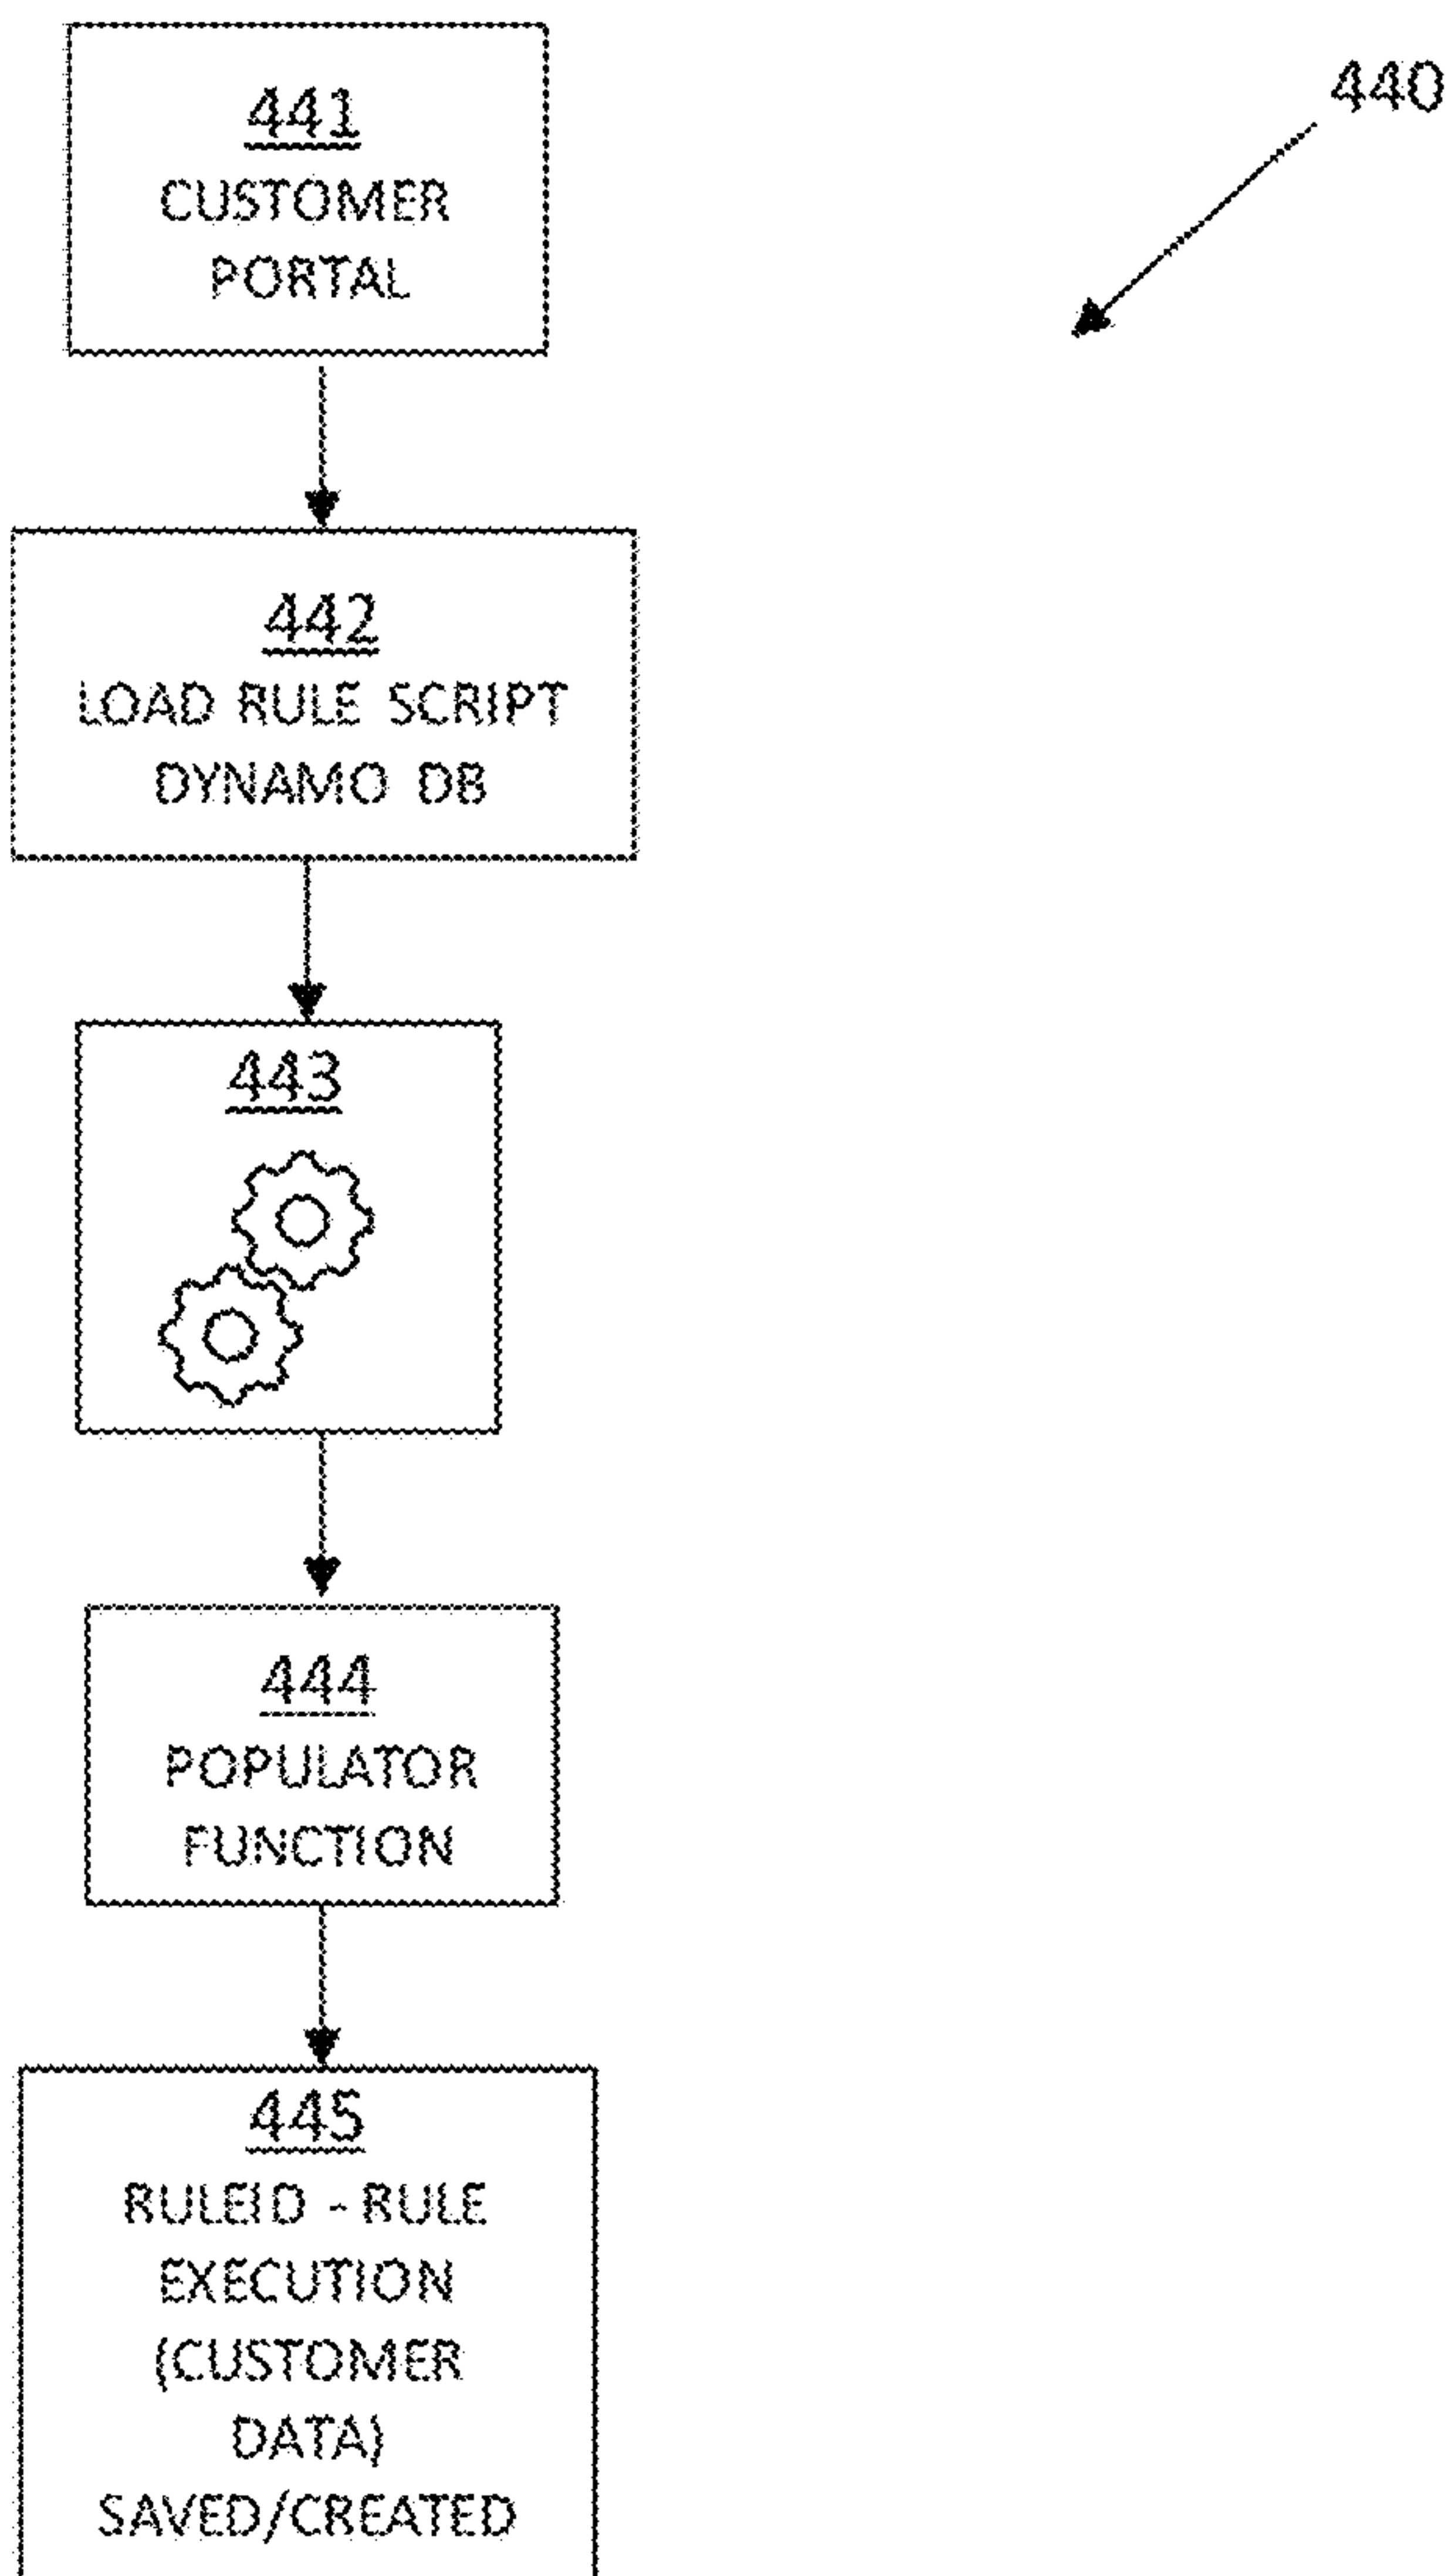 440
441
CUSTOMER
PORTAL
442
LOAD RULE SCRIPT
DYNAMO DB
443
444
POPULATOR
FUNCTION
445
RULEID - RULE
EXECUTION
(CUSTOMER
DATA)
SAVED/CREATED